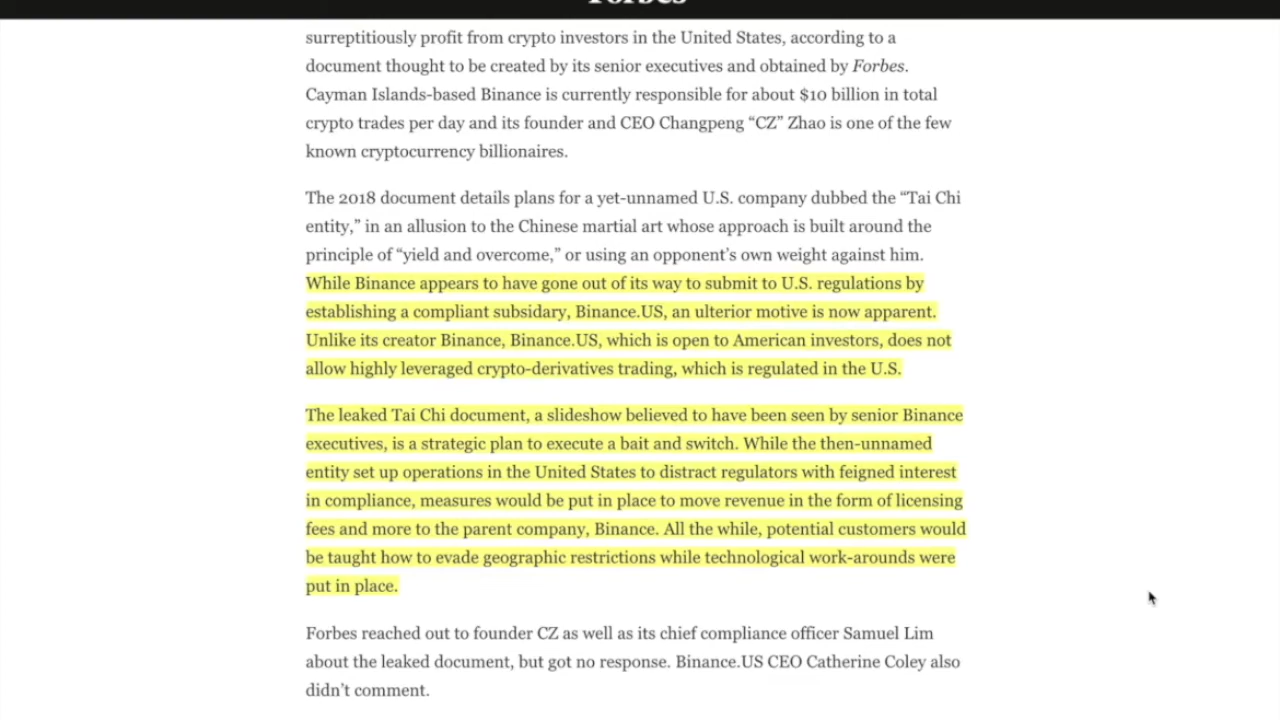 Forbes
surreptitiously profit from crypto investors in the United States, according to a
document thought to be created by its senior executives and obtained by Forbes.
Cayman Islands-based Binance is currently responsible for about $10 billion in total
crypto trades per day and its founder and CEO Changpeng “CZ” Zhao is one of the few
known cryptocurrency billionaires.
The 2018 document details plans for a yet-unnamed U.S. company dubbed the “Tai Chi
entity,” in an allusion to the Chinese martial art whose approach is built around the
principle of “yield and overcome,” or using an opponent’s own weight against him.
While Binance appears to have gone out of its way to submit to U.S. regulations by
establishing a compliant subsidary, Binance.US, an ulterior motive is now apparent.
Unlike its creator Binance, Binance.US, which is open to American investors, does not
allow highly leveraged crypto-derivatives trading, which is regulated in the U.S.
The leaked Tai Chi document, a slideshow believed to have been seen by senior Binance
executives, is a strategic plan to execute a bait and switch. While the then-unnamed
entity set up operations in the United States to distract regulators with feigned interest
in compliance, measures would be put in place to move revenue in the form of licensing
fees and more to the parent company, Binance. All the while, potential customers would
be taught how to evade geographic restrictions while technological work-arounds were
put in place.
Forbes reached out to founder CZ as well as its chief compliance officer Samuel Lim
about the leaked document, but got no response. Binance.US CEO Catherine Coley also
didn’t comment.